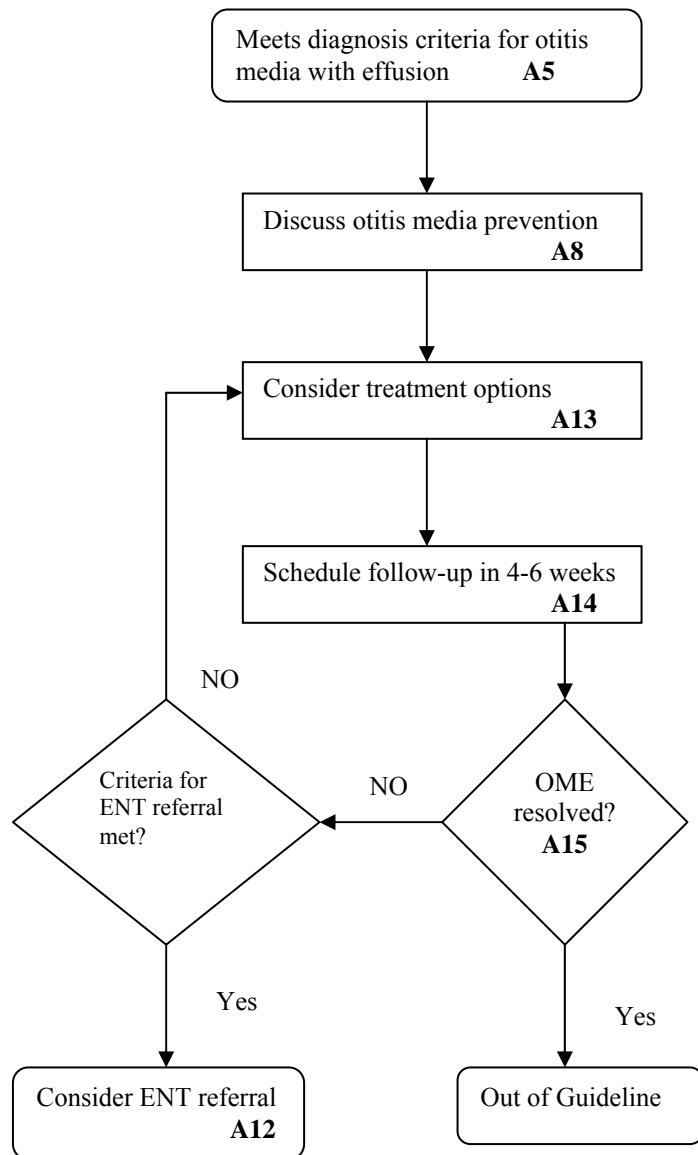 Meets diagnosis criteria for otitis
media with effusion A5
Discuss otitis media prevention
A8
Consider treatment options
A13
Schedule follow-up in 4-6 weeks
A14
NO
Criteria for
ENT referral
met?
NO
OME
resolved?
A15
Yes
Yes
Consider ENT referral
A12
Out of Guideline